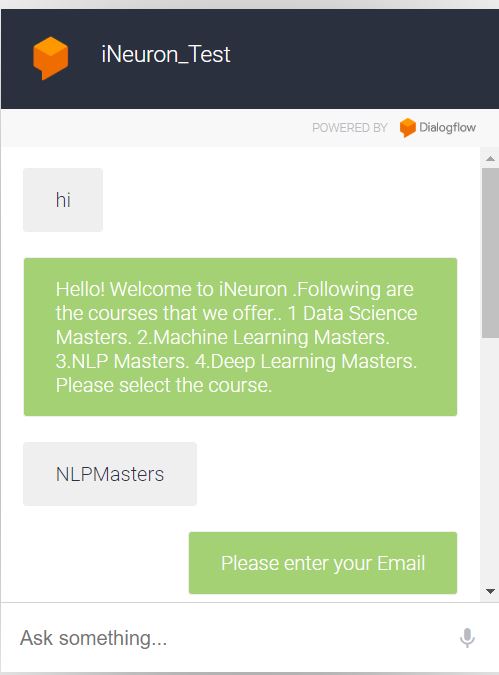 iNeuron_Test
POWERED BY Dialogflow
hi
Hello! Welcome to iNeuron .Following are
the courses that we offer.. 1 Data Science
Masters. 2.Machine Learning Masters.
3.NLP Masters. 4.Deep Learning Masters.
Please select the course.
NLPMasters
Please enter your Email
Ask something...